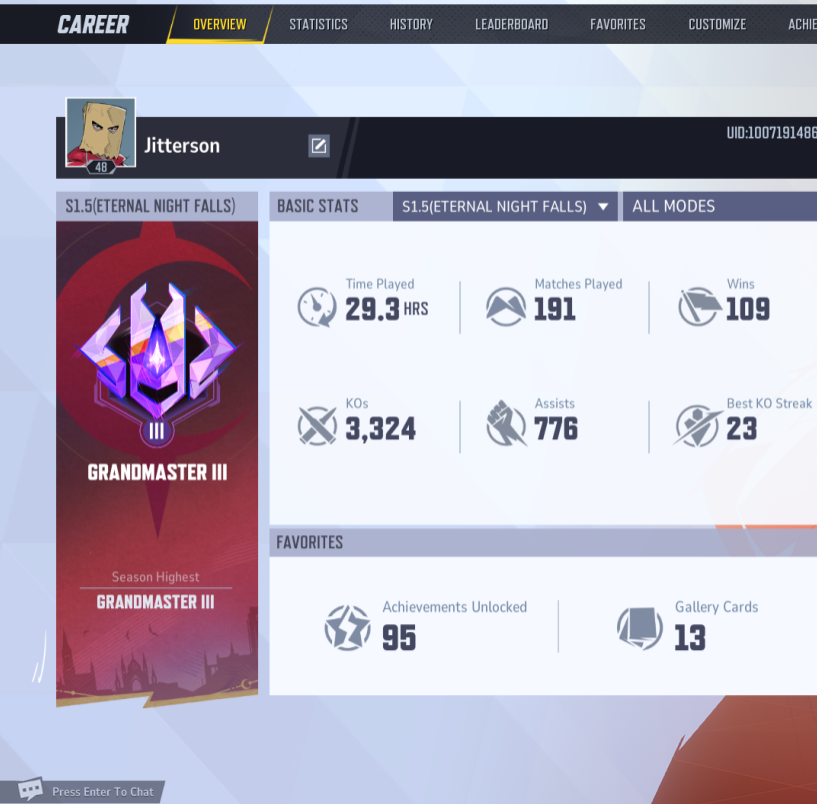 CAREER OVERVIEW STATISTICS HISTORY LEADERBOARD FAVORITES CUSTOMIZE ACHIE
UID:1007191486
Jitterson
48
S1.5(ETERNAL NIGHT FALLS) BASIC STATS S1.5(ETERNAL NIGHT FALLS) ALL MODES
Time Played Matches Played Wins
29.3 HRS 191 109
KOs Assists Best KO Streak
3,324 776 23
III
GRANDMASTER III
FAVORITES
Season Highest
GRANDMASTER III
Achievements Unlocked Gallery Cards
95 13
Press Enter To Chat